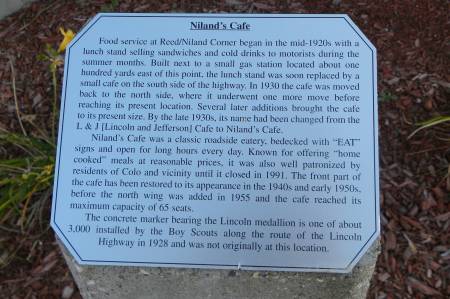 Niland's Cafe
Food service at Reed/Niland Corner began in the mid-1920s with a
lunch stand selling sandwiches and cold drinks to motorists during the
summer months. Built next to a small gas station located about one
hundred yards east of this point, the lunch stand was soon replaced by a
small cafe on the south side of the highway. In 1930 the cafe was moved
back to the north side, where it underwent one more move before
reaching its present location. Several later additions brought the cafe
to its present size. By the late 1930s, its name had been changed from the
L & J [Lincoln and Jefferson] Cafe to Niland's Cafe.
Niland's Cafe was a classic roadside eatery, bedecked with "EAT"
signs and open for long hours every day. Known for offering "home
cooked" meals at reasonable prices, it was also well patronized by
residents of Colo and vicinity until it closed in 1991. The front part of
the cafe has been restored to its appearance in the 1940s and early 1950s,
before the north wing was added in 1955 and the cafe reached its
maximum capacity of 65 seats.
The concrete marker bearing the Lincoln medallion is one of about
3,000 installed by the Boy Scouts along the route of the Lincoln
Highway in 1928 and was not originally at this location.